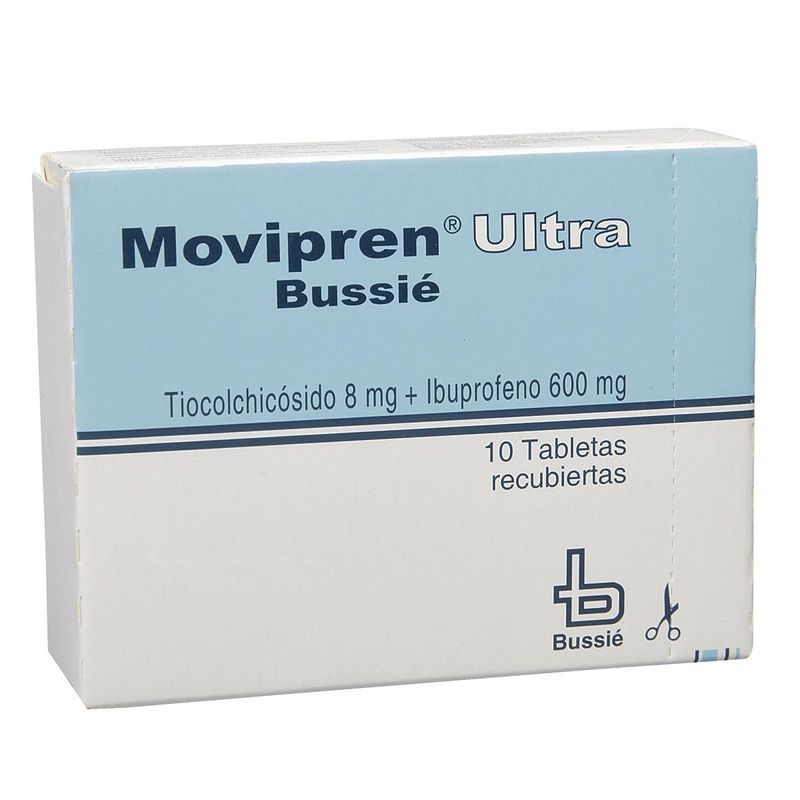 Movipren® Ultra
Bussié
Tiocolchicósido 8 mg + Ibuprofeno 600 mg
10 Tabletas
recubiertas
b
Bussié